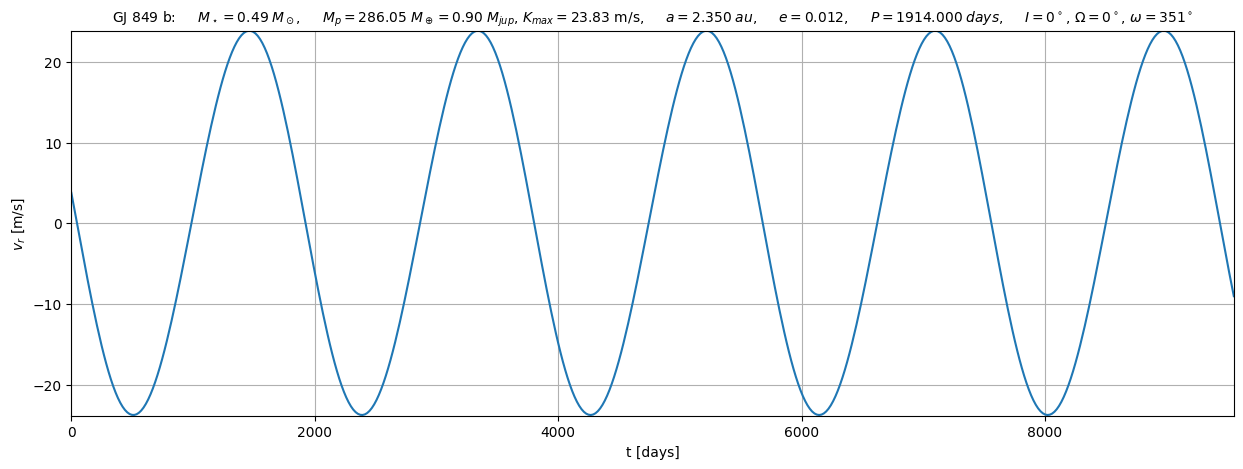 GJ 849 b: M⋆ = 0.49 M⊙, Mp = 286.05 M⊕ = 0.90 Mjup, Kmax = 23.83 m/s, a = 2.350 au, e = 0.012, P = 1914.000 days, I = 0°, Ω = 0°, ω = 351°
20
10
0
−10
−20
vr [m/s]
0 2000 4000 6000 8000
t [days]